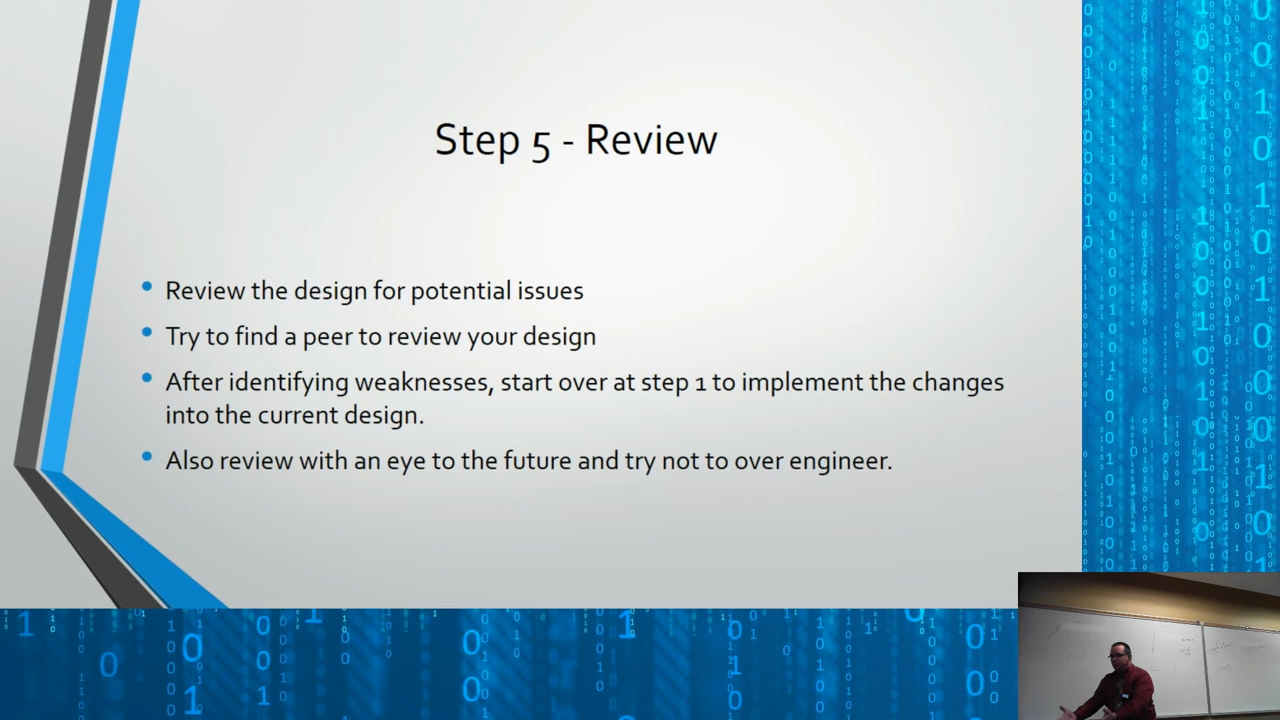 Step 5 - Review
• Review the design for potential issues
• Try to find a peer to review your design
• After identifying weaknesses, start over at step 1 to implement the changes
into the current design.
• Also review with an eye to the future and try not to over engineer.